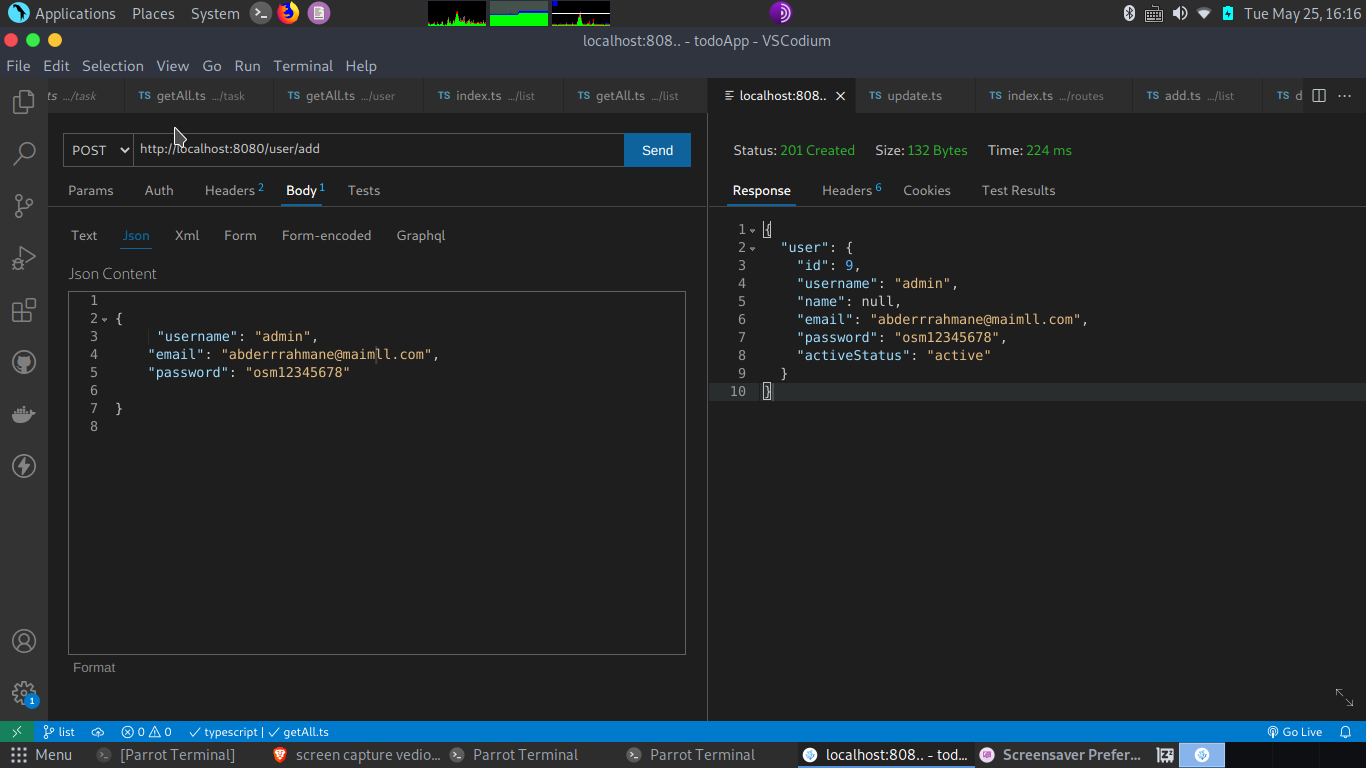 Applications Places System Tue May 25, 16:16
localhost:808.. - todoApp - VSCodium
File Edit Selection View Go Run Terminal Help
ts .../task TS getAll.ts .../task TS getAll.ts .../user TS index.ts .../list TS getAll.ts .../list localhost:808.. TS update.ts TS index.ts .../routes TS add.ts .../list TS d
POST http://localhost:8080/user/add Send
Params Auth Headers 2 Body 1 Tests
Text Json Xml Form Form-encoded Graphql
Json Content
1
2 {
3 "username": "admin",
4 "email": "abderrrahmane@maimll.com",
5 "password": "osm12345678"
6
7 }
8
Format
Status: 201 Created Size: 132 Bytes Time: 224 ms
Response Headers 6 Cookies Test Results
1 {
2 "user": {
3 "id": 9,
4 "username": "admin",
5 "name": null,
6 "email": "abderrrahmane@maimll.com",
7 "password": "osm12345678",
8 "activeStatus": "active"
9 }
10 }
1
list 0 0 typescript | getAll.ts Go Live
Menu [Parrot Terminal] screen capture vedio... Parrot Terminal Parrot Terminal localhost:808.. - tod... Screensaver Prefer...